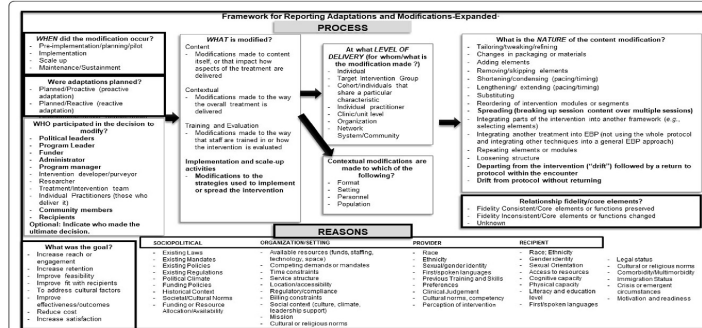 Framework for Reporting Adaptations and Modifications-Expanded
PROCESS
WHEN did the modification occur?
- Pre-implementation/planning/pilot
- Implementation
- Scale up
- Maintenance/Sustainment
Were adaptations planned?
- Planned/Proactive (proactive
adaptation)
- Planned/Reactive (reactive
adaptation)
WHO participated in the decision to
modify?
- Political leaders
- Program Leader
- Funder
- Administrator
- Program manager
- Intervention developer/purveyor
- Researcher
- Treatment/Intervention team
- Individual Practitioners (those who
deliver it)
- Community members
- Recipients
Optional: Indicate who made the
ultimate decision.
WHAT is modified?
Content
- Modifications made to content
itself, or that impact how
aspects of the treatment are
delivered
Contextual
- Modifications made to the way
the overall treatment is
delivered
Training and Evaluation
- Modifications made to the way
that staff are trained in or how
the intervention is evaluated
Implementation and scale-up
activities
- Modifications to the
strategies used to implement
or spread the intervention
At what LEVEL OF
DELIVERY (for whom/what is
the modification made ?)
- Individual
- Target Intervention Group
- Cohort/individuals that
share a particular
characteristic
- Individual practitioner
- Clinic/unit level
- Organization
- Network
System/Community
Contextual modifications are
made to which of the
following?
- Format
- Setting
- Personnel
- Population
What is the NATURE of the content modification?
- Tailoring/tweaking/refining
- Changes in packaging or materials
- Adding elements
- Removing/skipping elements
- Shortening/condensing (pacing/timing)
- Lengthening/ extending (pacing/timing)
- Substituting
- Reordering of intervention modules or segments
- Spreading (breaking up session content over multiple sessions)
- Integrating parts of the intervention into another framework (e.g.,
selecting elements)
- Integrating another treatment into EBP (not using the whole protocol
and integrating other techniques into a general EBP approach)
- Repeating elements or modules
- Loosening structure
- Departing from the intervention ("drift") followed by a return to
protocol within the encounter
- Drift from protocol without returning
Relationship fidelity/core elements?
- Fidelity Consistent/Core elements or functions preserved
- Fidelity Inconsistent/Core elements or functions changed
- Unknown
REASONS
What was the goal?
- Increase reach or
engagement
- Increase retention
- Improve feasibility
- Improve fit with recipients
- To address cultural factors
- Improve
effectiveness/outcomes
- Reduce cost
- Increase satisfaction
SOCIOPOLITICAL
- Existing Laws
- Existing Mandates
- Existing Policies
- Existing Regulations
- Political Climate
- Funding Policies
- Historical Context
- Societal/Cultural Norms
- Funding or Resource
Allocation/Availability
ORGANIZATION/SETTING
- Available resources (funds, staffing,
technology, space)
- Competing demands or mandates
- Time constraints
- Service structure
- Location/accessibility
- Regulatory/compliance
- Billing constraints
- Social context (culture, climate,
leadership support)
- Mission
- Cultural or religious norms
PROVIDER
- Race
- Ethnicity
- Sexual/gender identity
- First/spoken languages
- Previous Training and Skills
- Preferences
- Clinical Judgement
- Cultural norms, competency
- Perception of intervention
RECIPIENT
- Race; Ethnicity
- Gender identity
- Sexual Orientation
- Access to resources
- Cognitive capacity
- Physical capacity
- Literacy and education
level
- First/spoken languages
- Legal status
- Cultural or religious norms
- Comorbidity/Multimorbidity
- Immigration Status
- Crisis or emergent
circumstances
- Motivation and readiness